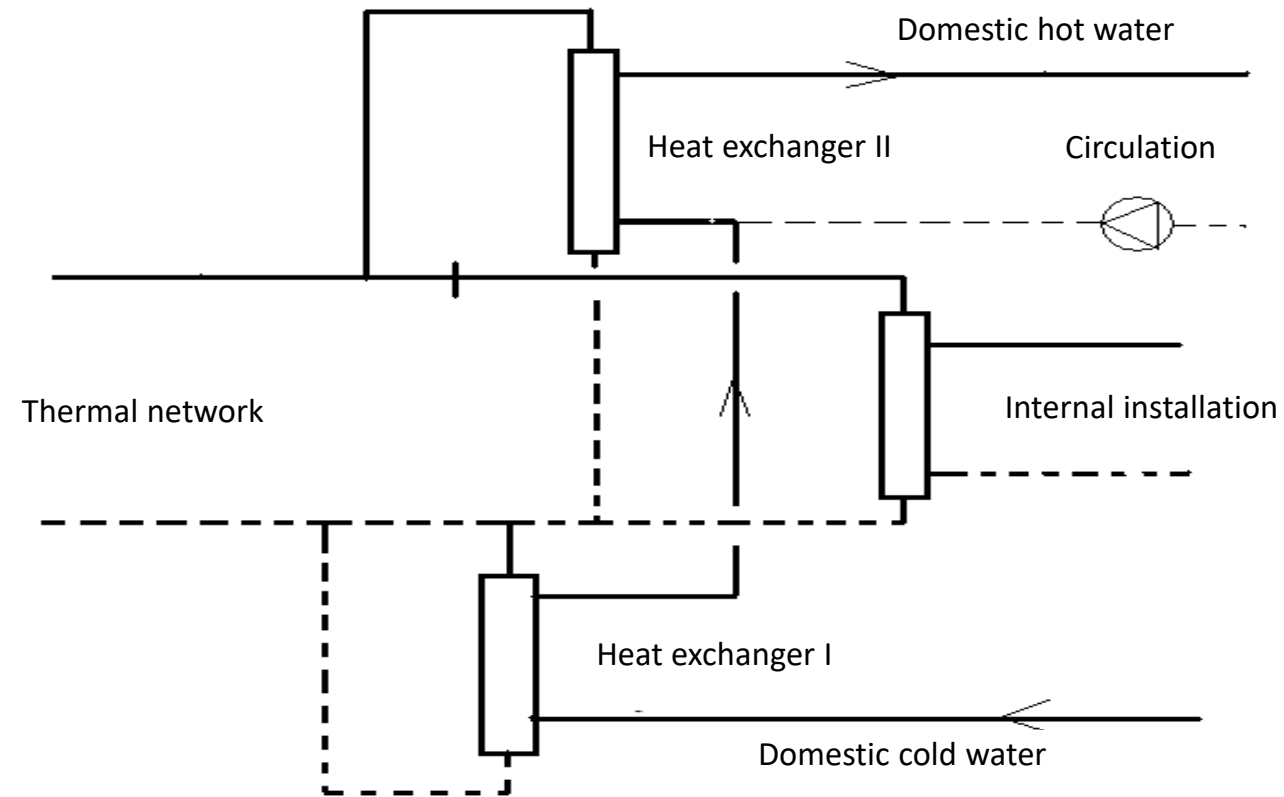 Domestic hot water
Heat exchanger II
Circulation
Thermal network
Internal installation
Heat exchanger I
Domestic cold water